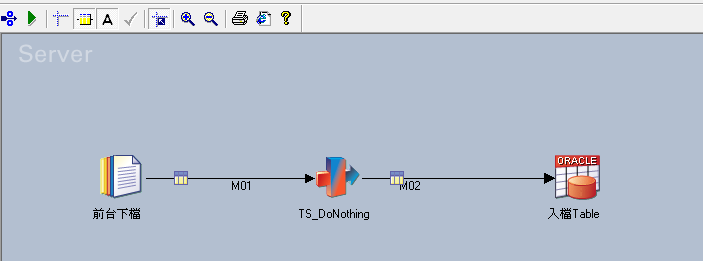 A
?
Server
M01
M02
ORACLE
前台下檔
TS_DoNothing
入檔Table